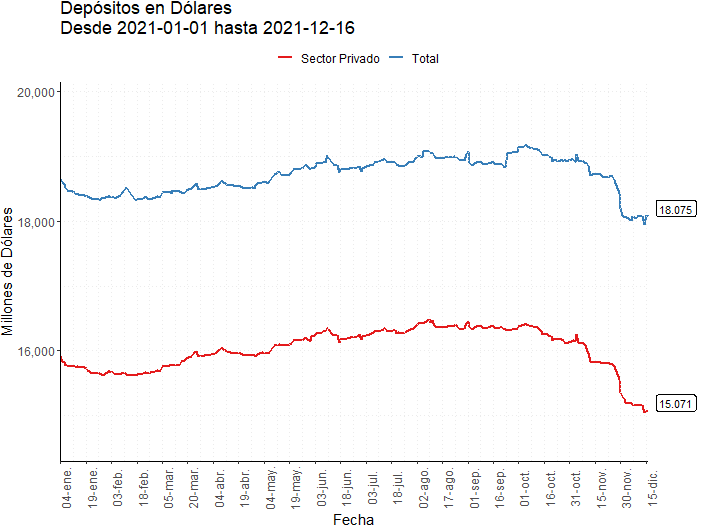 Depósitos en Dólares
Desde 2021-01-01 hasta 2021-12-16
Sector Privado Total
Millones de Dólares
20,000
18,000
16,000
18.075
15.071
04-ene.
19-ene.
03-feb.
18-feb.
05-mar.
20-mar.
04-abr.
19-abr.
04-may.
19-may.
03-jun.
18-jun.
03-jul.
18-jul.
02-ago.
17-ago.
01-sep.
16-sep.
01-oct.
16-oct.
31-oct.
15-nov.
30-nov.
15-dic.
Fecha